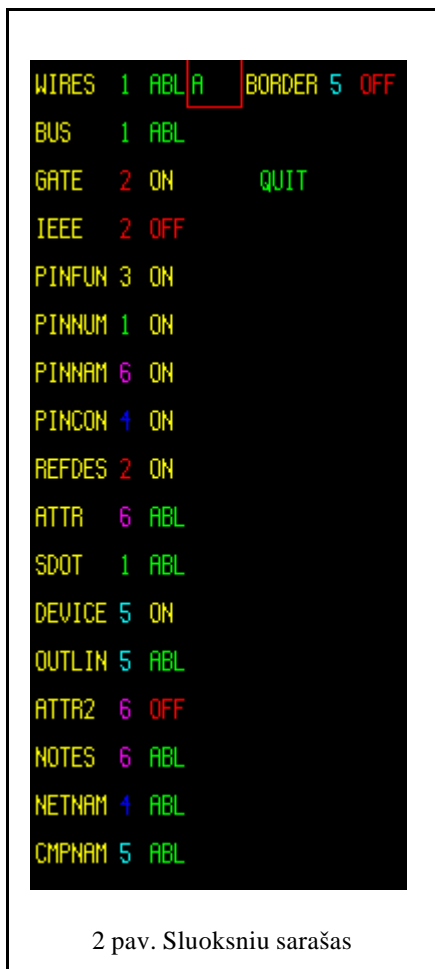 WIRES 1 ABL A BORDER 5 OFF
BUS 1 ABL
GATE 2 ON QUIT
IEEE 2 OFF
PINFUN 3 ON
PINNUM 1 ON
PINNAM 6 ON
PINCON 4 ON
REFDES 2 ON
ATTR 6 ABL
SDOT 1 ABL
DEVICE 5 ON
OUTLIN 5 ABL
ATTR2 6 OFF
NOTES 6 ABL
NETNAM 4 ABL
CMPNAM 5 ABL
2 pav. Sluoksniu sarašas